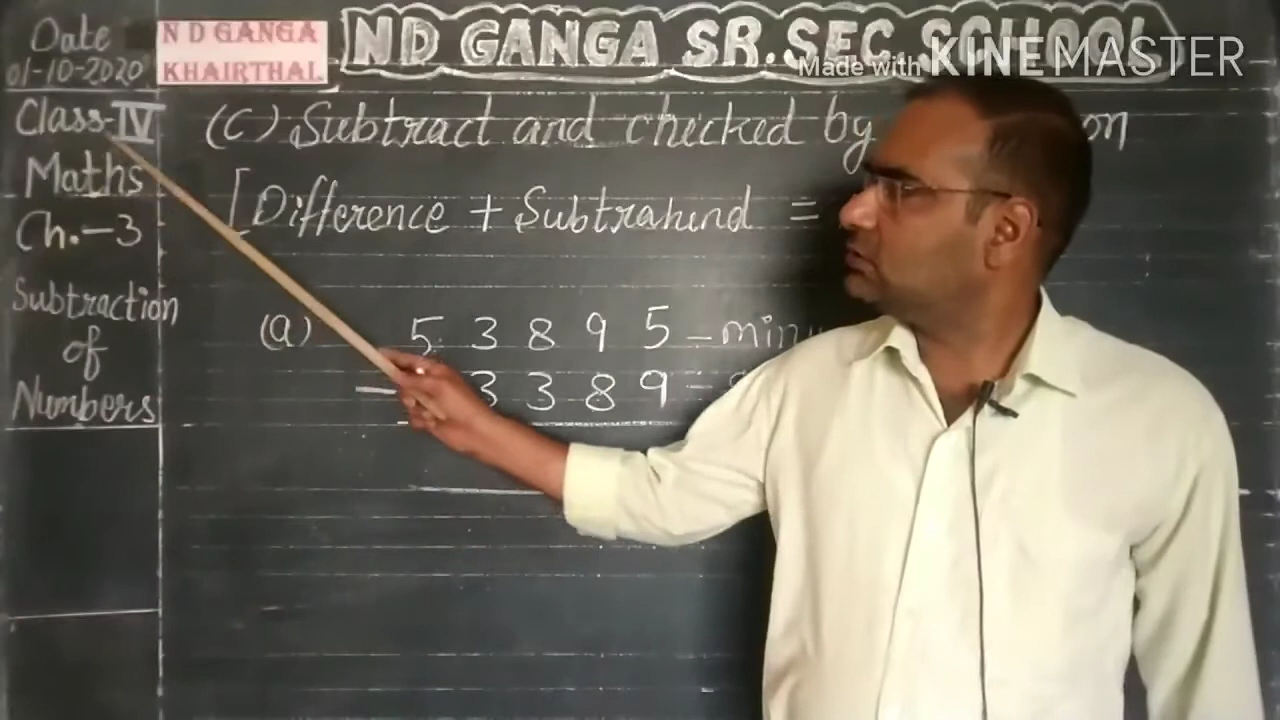 Date
01-10-2020
N D GANGA
KHAIRTHAL
ND GANGA SR.SEC. SCHOOL
Made with KINEMASTER
Class-IV
Maths
Ch.-3
Subtraction
of
Numbers
(C) Subtract and checked by
[Difference + Subtrahend =
(a) 5 3 8 9 5 - minu
- 3 3 8 9 -